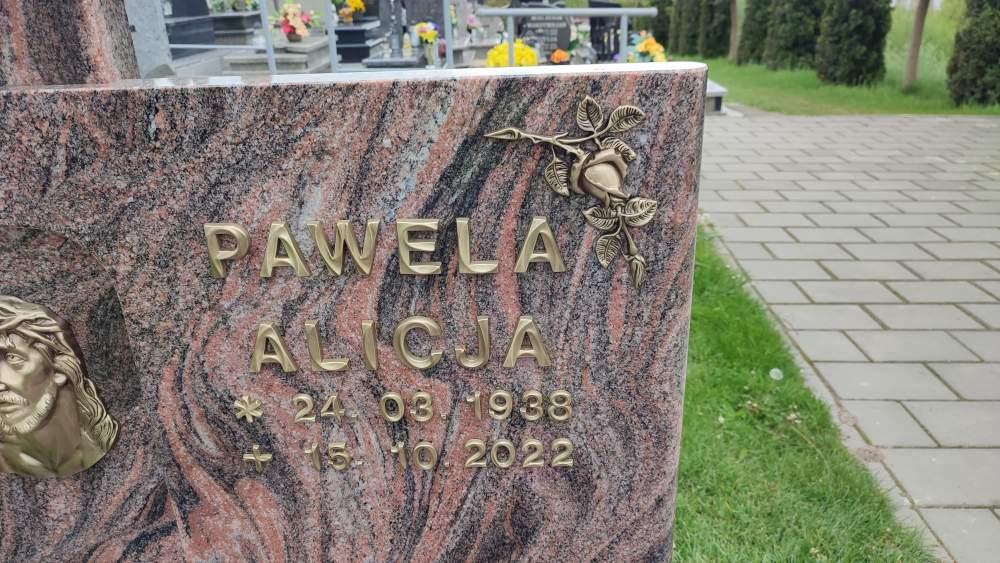 PAWELA
ALICJA
* 24. 03. 1938
+ 15. 10. 2022